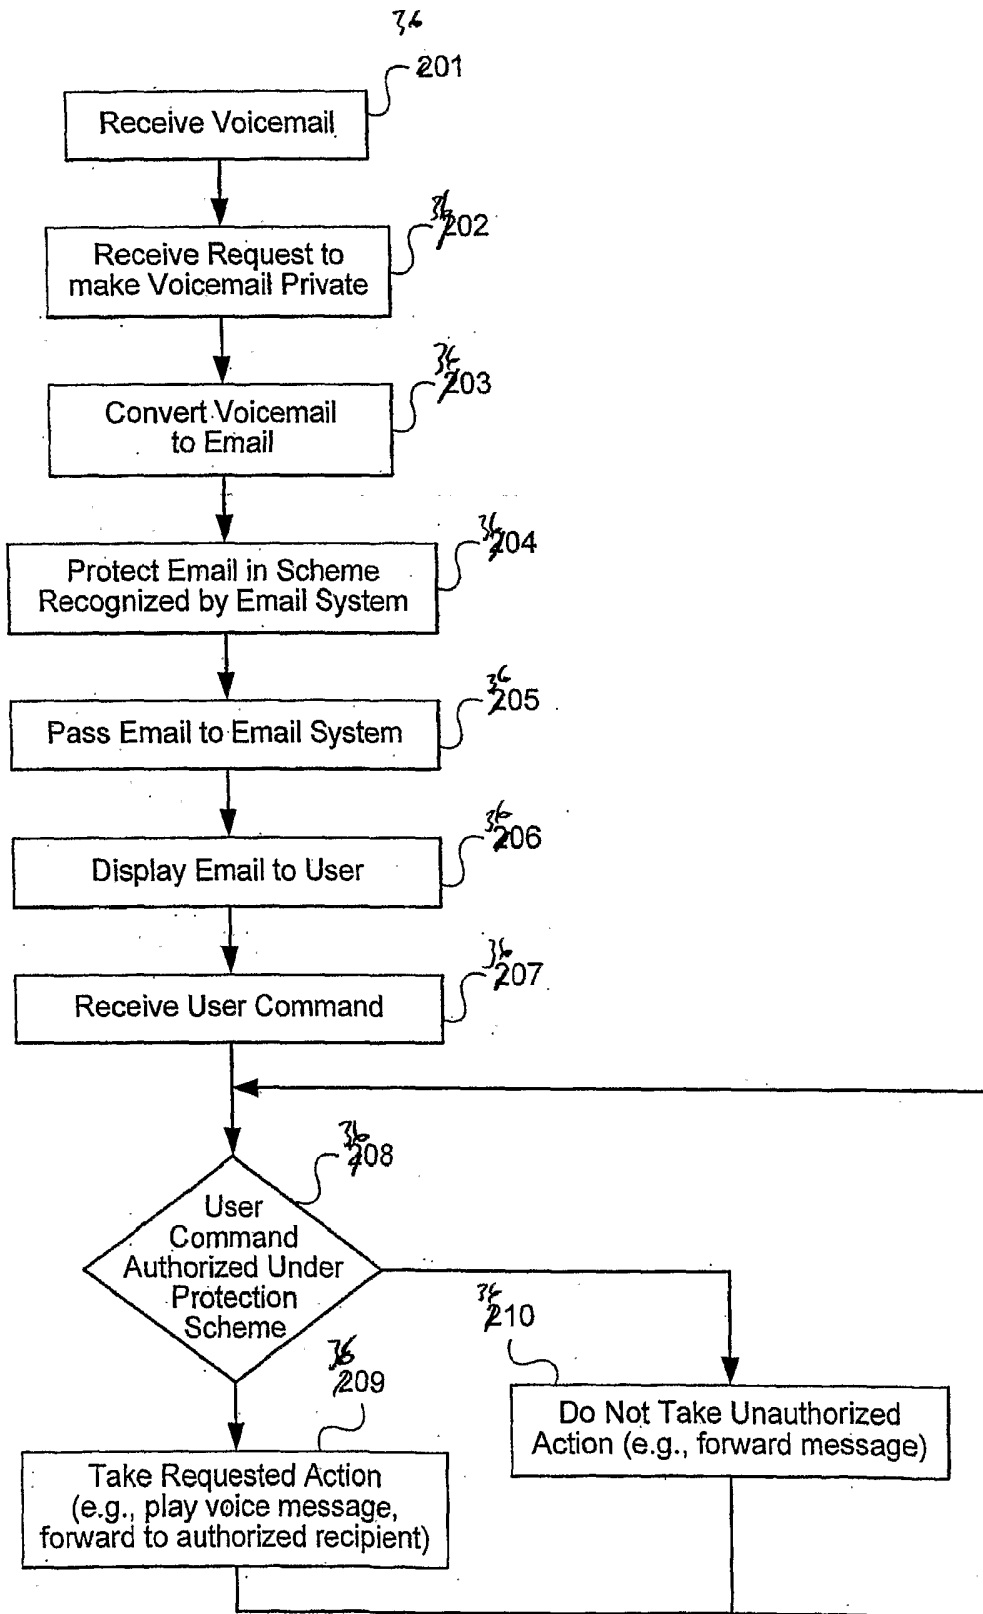 36
201
Receive Voicemail
36
202
Receive Request to
make Voicemail Private
36
203
Convert Voicemail
to Email
36
204
Protect Email in Scheme
Recognized by Email System
36
205
Pass Email to Email System
36
206
Display Email to User
36
207
Receive User Command
36
208
User
Command
Authorized Under
Protection
Scheme
36
209
Take Requested Action
(e.g., play voice message,
forward to authorized recipient)
36
210
Do Not Take Unauthorized
Action (e.g., forward message)